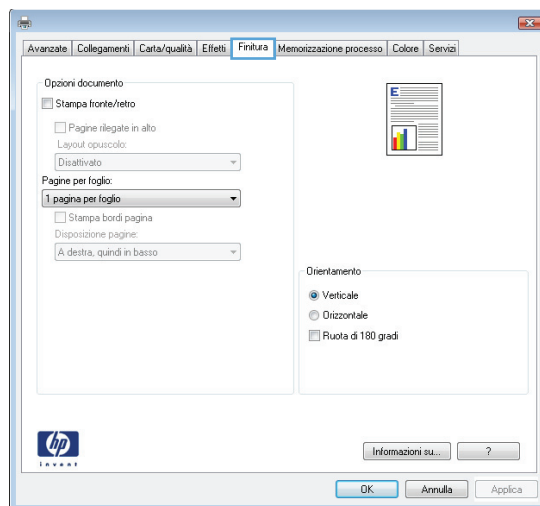 Avanzate Collegamenti Carta/qualità Effetti Finitura Memorizzazione processo Colore Servizi
Opzioni documento
Stampa fronte/retro
Pagine rilegate in alto
Layout opuscolo:
Disattivato
Pagine per foglio:
1 pagina per foglio
Stampa bordi pagina
Disposizione pagine:
A destra, quindi in basso
E
Orientamento
Verticale
Orizzontale
Ruota di 180 gradi
hp
invent
Informazioni su... ?
OK Annulla Applica